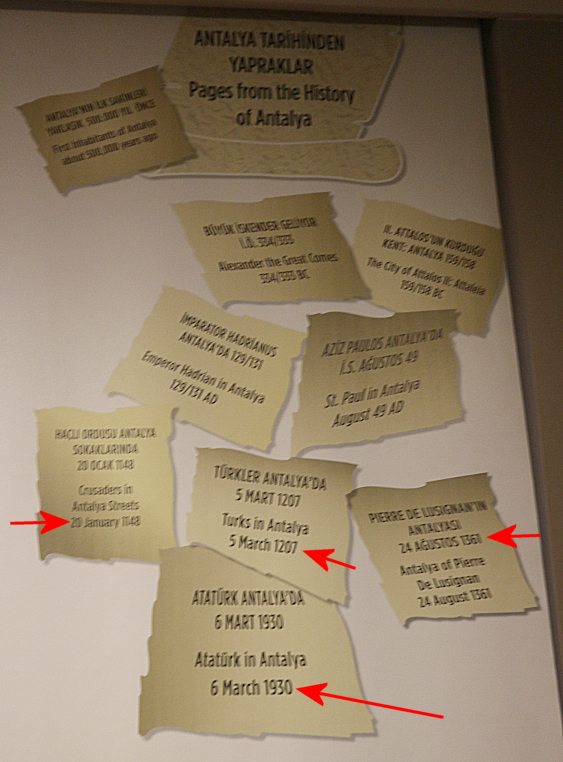 ANTALYA TARİHİNDEN
YAPRAKLAR
Pages from the History
of Antalya
ANTALYA'NIN İLK SAKİNLERİ
YAKLAŞIK 500.000 YIL ÖNCE
First Inhabitants of Antalya
about 500,000 years ago
BÜYÜK İSKENDER GELİYOR
İ.Ö. 334/333
Alexander the Great Comes
334/333 BC
II. ATTALOS'UN KURDUĞU
KENT: ANTALYA 159/158
The City of Attalos II: Attaleia
159/158 BC
İMPARATOR HADRİANUS
ANTALYA'DA 129/131
Emperor Hadrian in Antalya
129/131 AD
AZİZ PAULOS ANTALYA'DA
İ.S. AĞUSTOS 49
St. Paul in Antalya
August 49 AD
HAÇLI ORDUSU ANTALYA
SOKAKLARINDA
20 OCAK 1148
Crusaders in
Antalya Streets
20 January 1148
TÜRKLER ANTALYA'DA
5 MART 1207
Turks in Antalya
5 March 1207
PIERRE DE LUSIGNAN'IN
ANTALYASI
24 AĞUSTOS 1361
Antalya of Pierre
De Lusignan
24 August 1361
ATATÜRK ANTALYA'DA
6 MART 1930
Atatürk in Antalya
6 March 1930